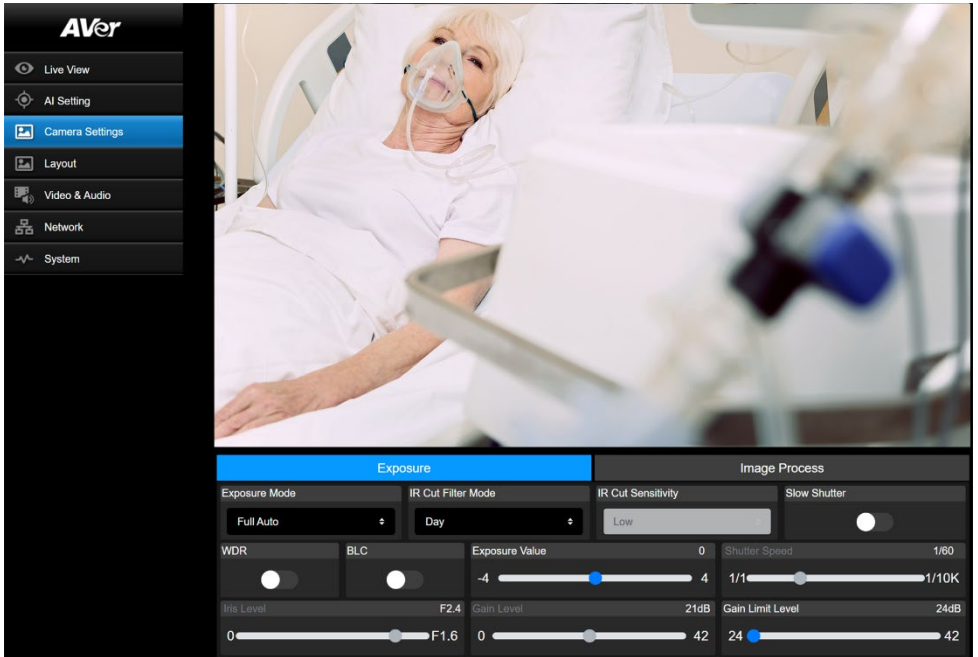 AVer
Live View
AI Setting
Camera Settings
Layout
Video & Audio
Network
System
Exposure
Image Process
Exposure Mode
IR Cut Filter Mode
IR Cut Sensitivity
Slow Shutter
Full Auto
Day
Low
WDR
BLC
Exposure Value 0
Shutter Speed 1/60
-4 4
1/1 1/10K
Iris Level F2.4
Gain Level 21dB
Gain Limit Level 24dB
0 F1.6
0 42
24 42